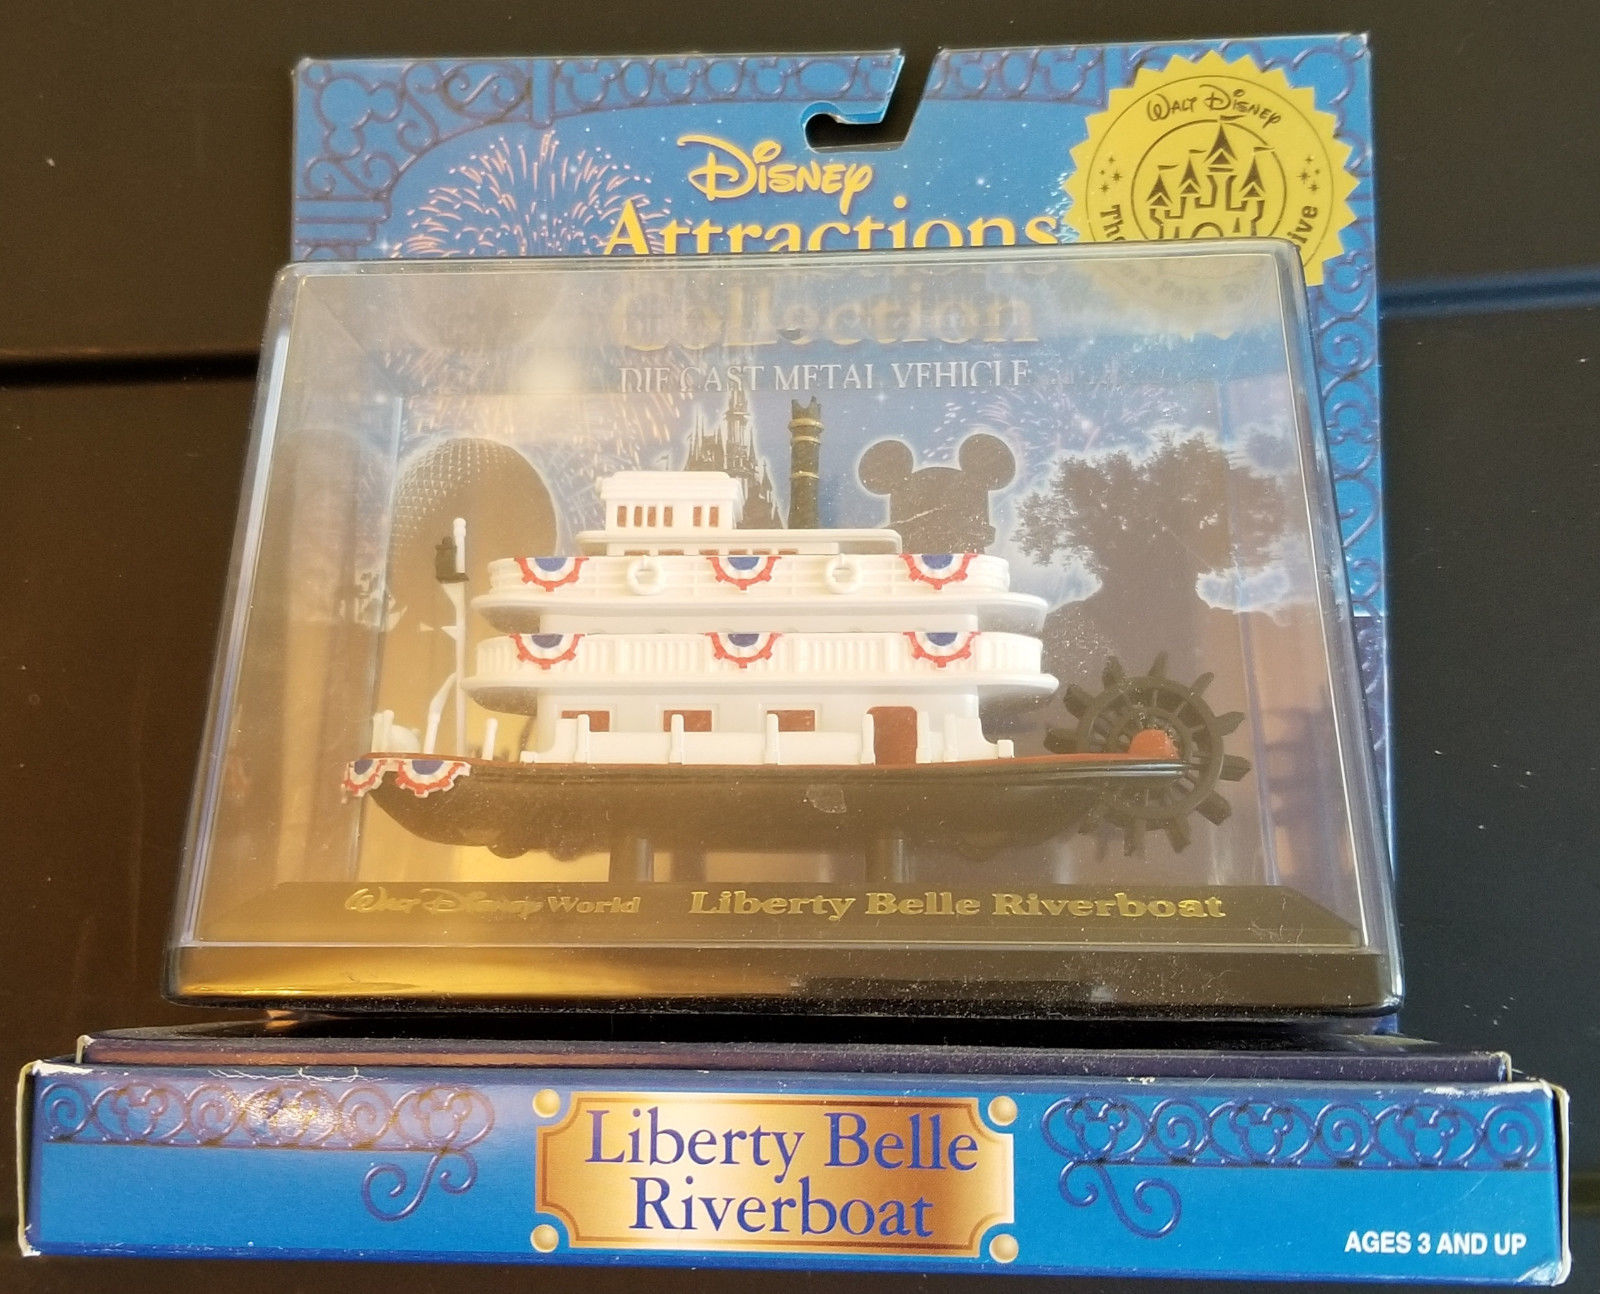 WALT DISNEY
DISNEY
Attractions
Collection
DIE CAST METAL VEHICLE
Walt Disney World Liberty Belle Riverboat
Liberty Belle
Riverboat
AGES 3 AND UP